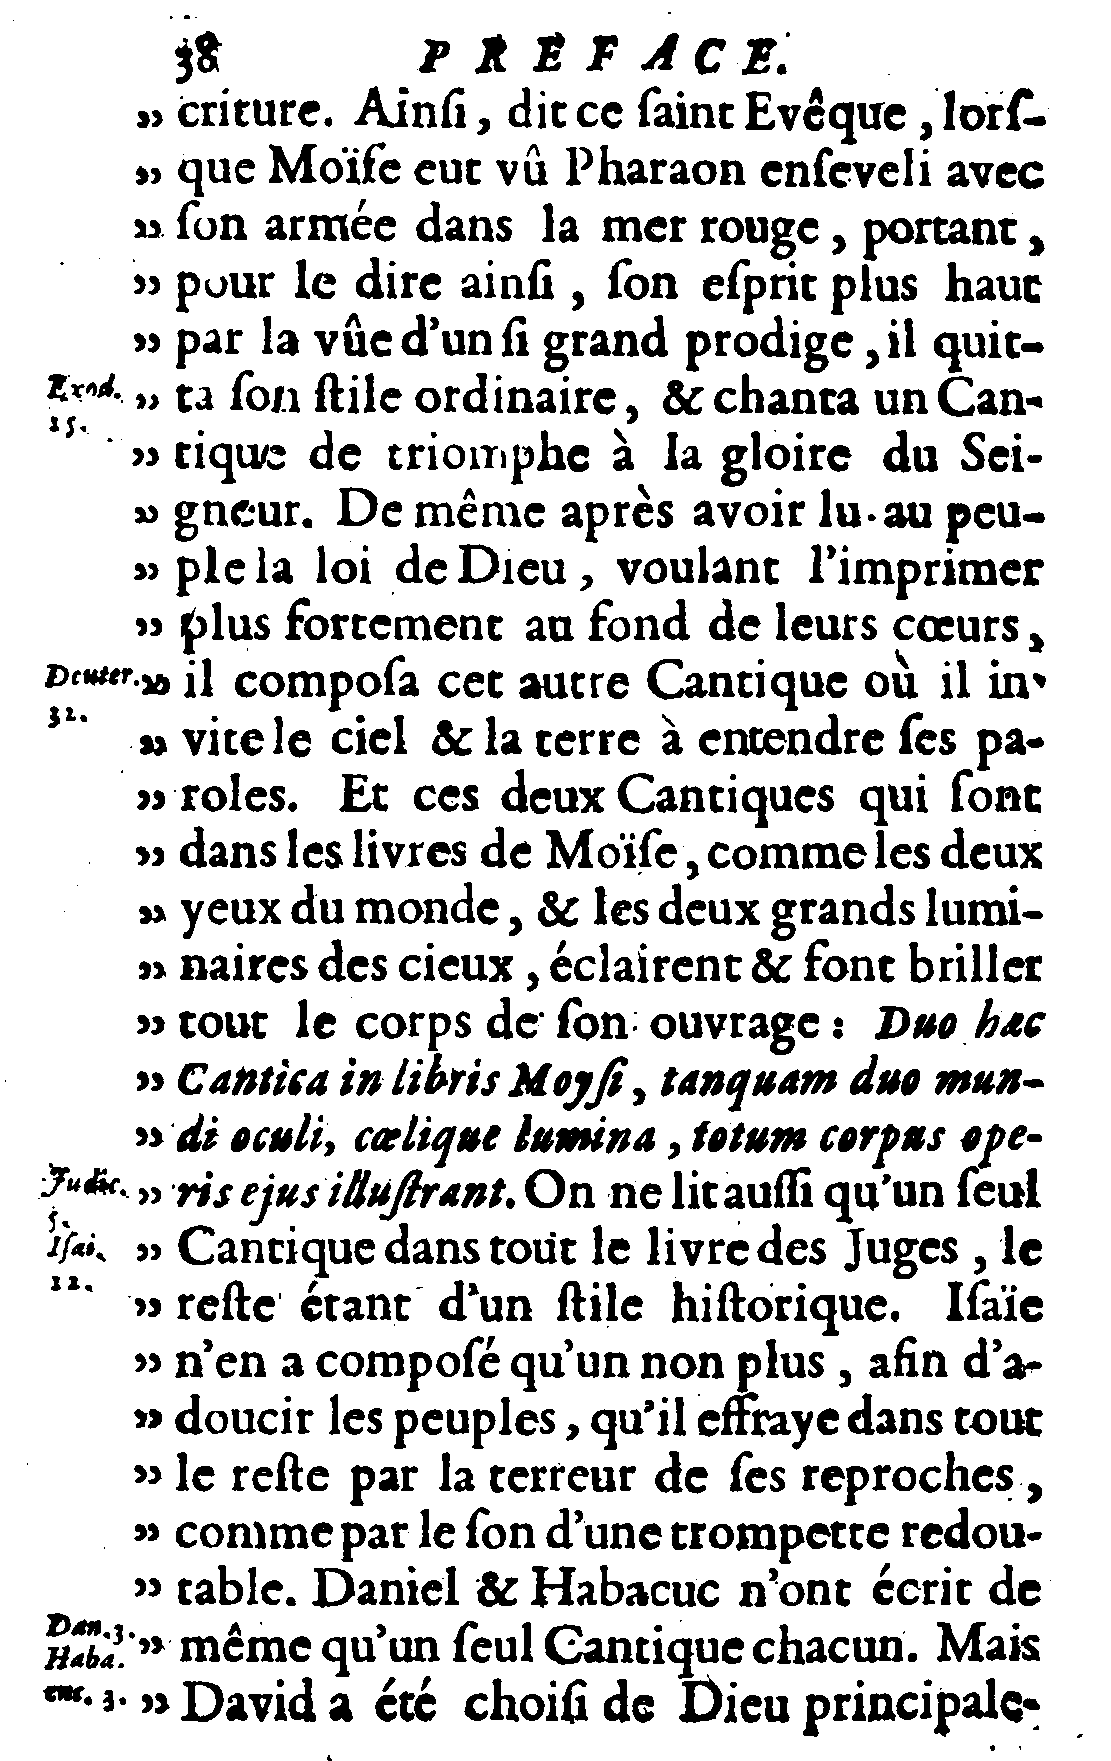 38 PREFACE.
„ criture. Ainſi, dit ce ſaint Evêque, lorſ-
„ que Moïſe eut vû Pharaon enſeveli avec
„ ſon armée dans la mer rouge, portant,
„ pour le dire ainſi, ſon eſprit plus haut
„ par la vûe d'un ſi grand prodige, il quit-
Exod. „ ta ſon ſtile ordinaire, & chanta un Can-
15.
„ tique de triomphe à la gloire du Sei-
„ gneur. De même après avoir lu au peu-
„ ple la loi de Dieu, voulant l'imprimer
„ plus fortement au fond de leurs cœurs,
Deuter. „ il compoſa cet autre Cantique où il in-
32.
„ vite le ciel & la terre à entendre ſes pa-
„ roles. Et ces deux Cantiques qui ſont
„ dans les livres de Moïſe, comme les deux
„ yeux du monde, & les deux grands lumi-
„ naires des cieux, éclairent & font briller
„ tout le corps de ſon ouvrage : Duo hæc
„ Cantica in libris Moyſi, tanquam duo mun-
„ di oculi, cælique lumina, totum corpus ope-
Judic. „ ris ejus illuſtrant. On ne lit auſſi qu'un ſeul
5.
Iſai. „ Cantique dans tout le livre des Juges, le
12.
„ reſte étant d'un ſtile hiſtorique. Iſaïe
„ n'en a compoſé qu'un non plus, afin d'a-
„ doucir les peuples, qu'il effraye dans tout
„ le reſte par la terreur de ſes reproches,
„ comme par le ſon d'une trompette redou-
„ table. Daniel & Habacuc n'ont écrit de
Dan. 3.
Haba. „ même qu'un ſeul Cantique chacun. Mais
cuc. 3. „ David a été choiſi de Dieu principale-